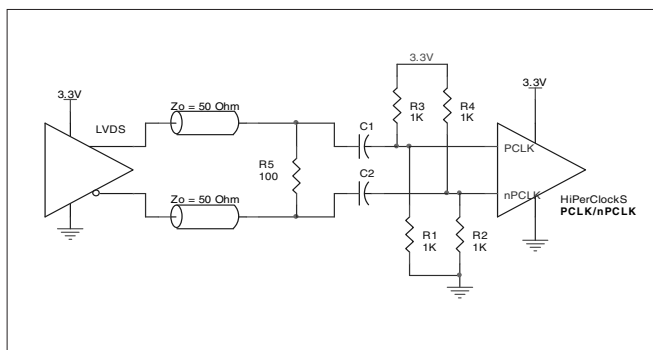 3.3V
3.3V
3.3V
Zo = 50 Ohm
LVDS
R3
1K
R4
1K
C1
PCLK
R5
100
Zo = 50 Ohm
C2
nPCLK
HiPerClockS
PCLK/nPCLK
R1
1K
R2
1K